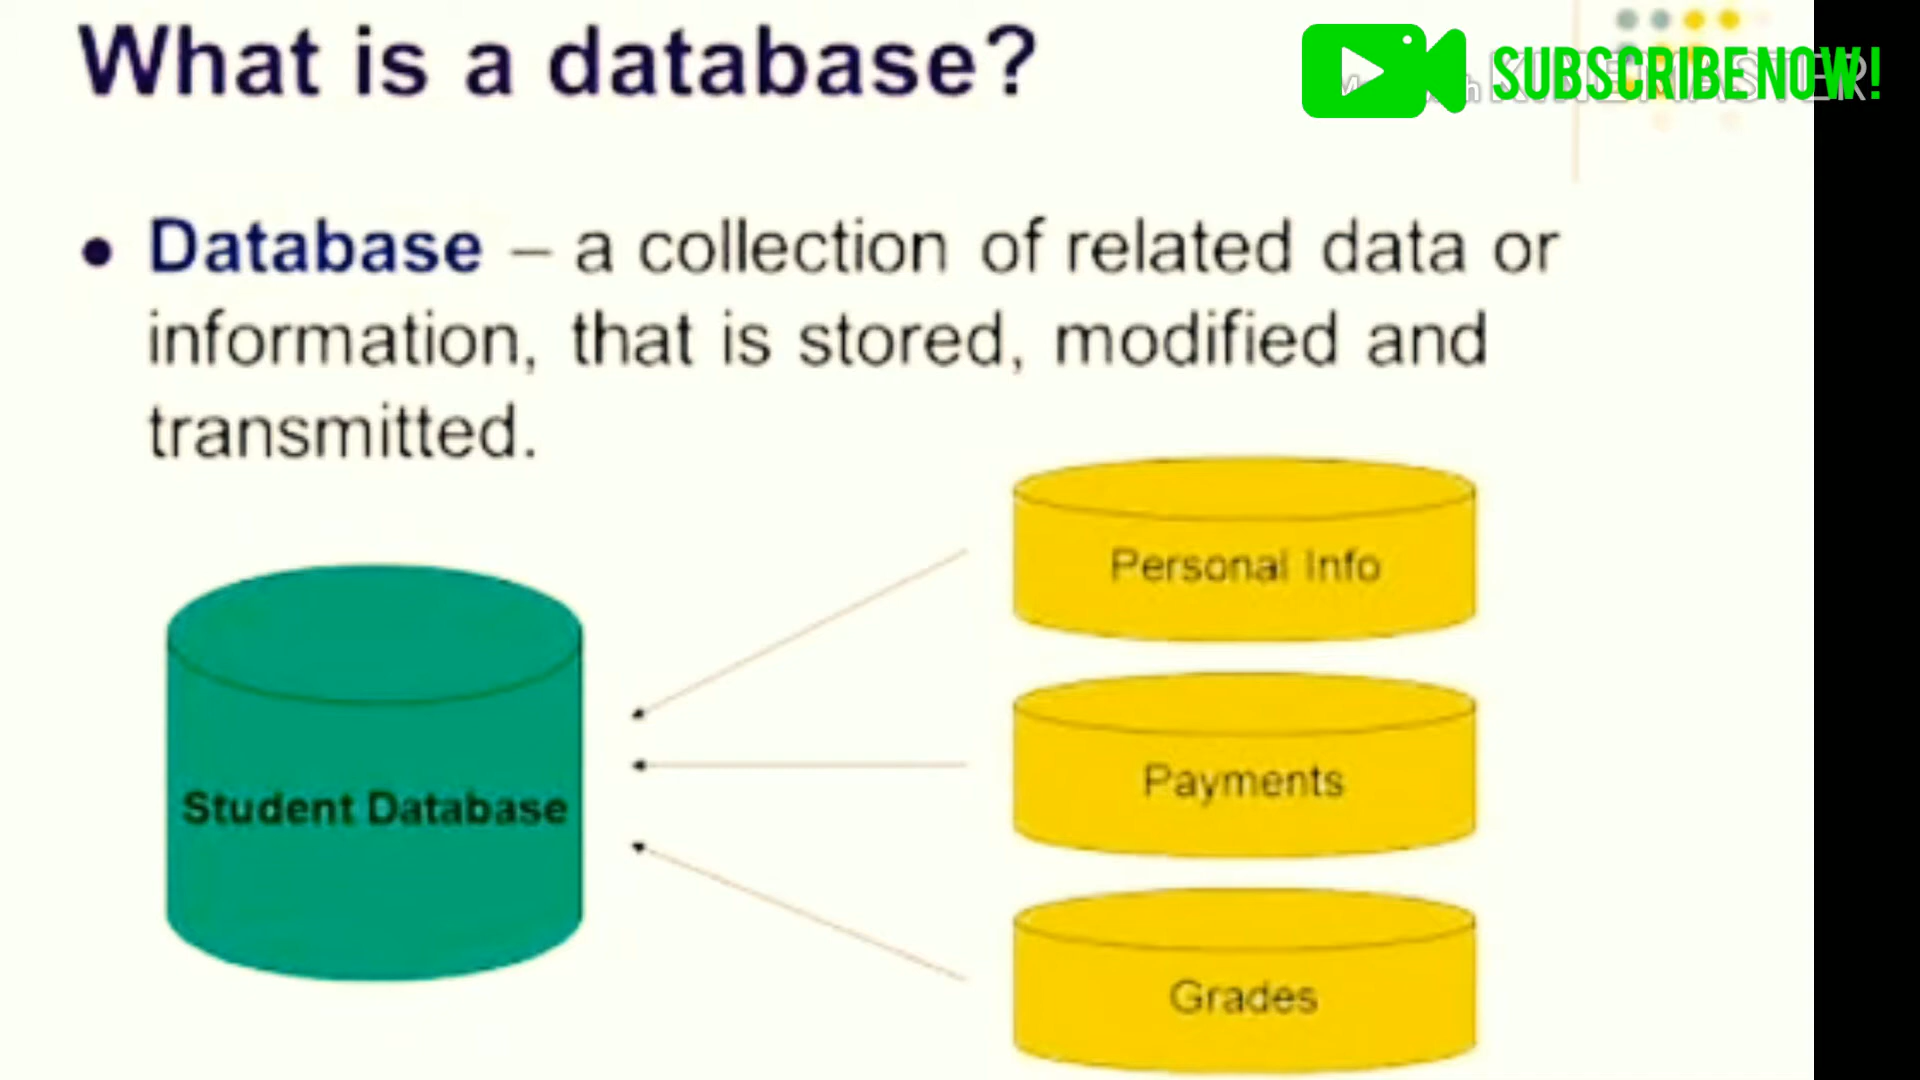 What is a database?
SUBSCRIBE NOW!
KINEMASTER
• Database – a collection of related data or
information, that is stored, modified and
transmitted.
Personal Info
Student Database
Payments
Grades